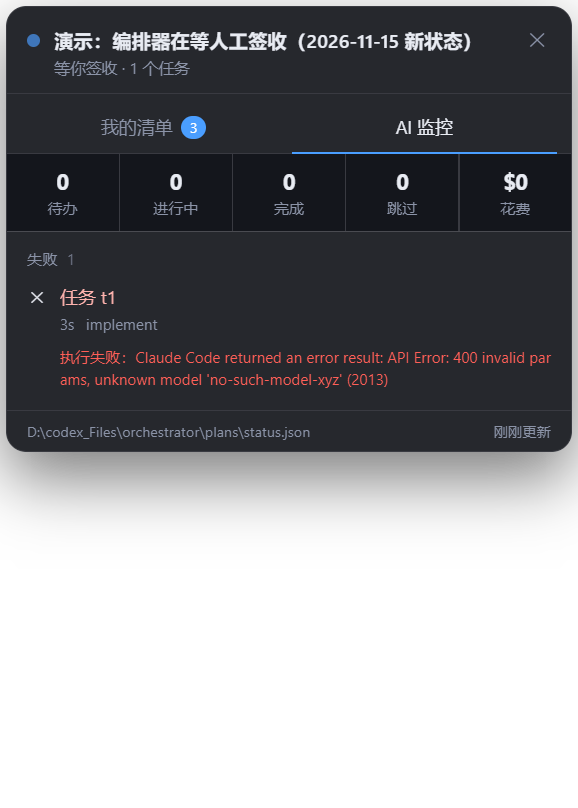 演示：编排器在等人工签收（2026-11-15 新状态）
等你签收 · 1 个任务
我的清单 3
AI 监控
0
待办
0
进行中
0
完成
0
跳过
$0
花费
失败 1
任务 t1
3s implement
执行失败：Claude Code returned an error result: API Error: 400 invalid par
ams, unknown model 'no-such-model-xyz' (2013)
D:\codex_Files\orchestrator\plans\status.json
刚刚更新